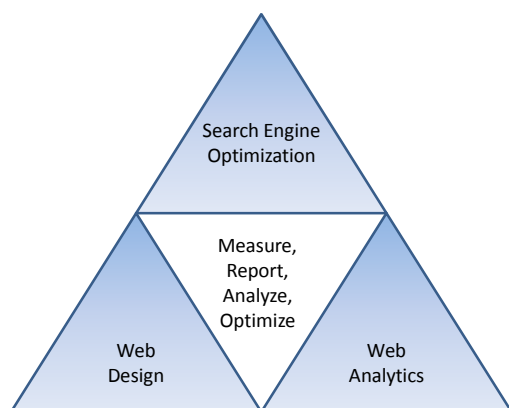 Search Engine
Optimization
Measure,
Report,
Analyze,
Optimize
Web
Design
Web
Analytics